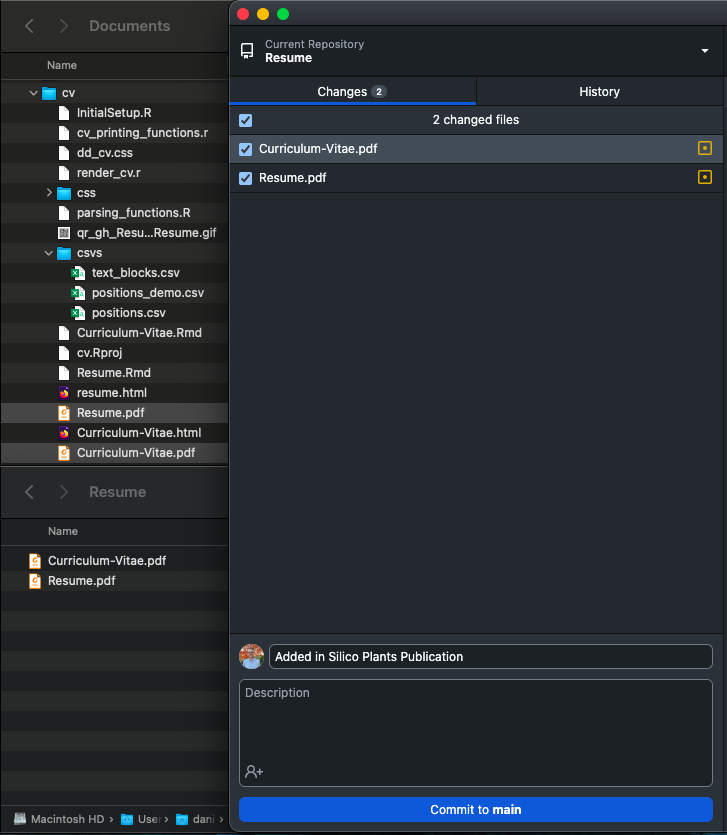 Documents
Name
cv
InitialSetup.R
cv_printing_functions.r
dd_cv.css
render_cv.r
css
parsing_functions.R
qr_gh_Resu...Resume.gif
csvs
text_blocks.csv
positions_demo.csv
positions.csv
Curriculum-Vitae.Rmd
cv.Rproj
Resume.Rmd
resume.html
Resume.pdf
Curriculum-Vitae.html
Curriculum-Vitae.pdf
Resume
Name
Curriculum-Vitae.pdf
Resume.pdf
Macintosh HD › User › dani ›
Current Repository
Resume
Changes 2
History
2 changed files
Curriculum-Vitae.pdf
Resume.pdf
Added in Silico Plants Publication
Description
Commit to main